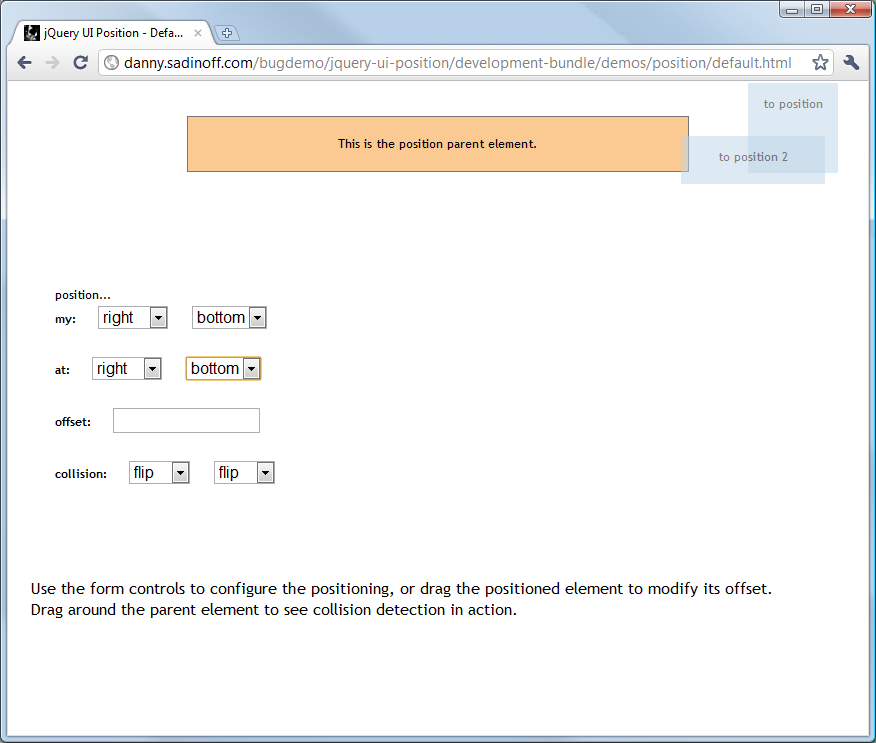 jQuery UI Position - Defa...
danny.sadinoff.com/bugdemo/jquery-ui-position/development-bundle/demos/position/default.html
to position
This is the position parent element.
to position 2
position...
my: right bottom
at: right bottom
offset:
collision: flip flip
Use the form controls to configure the positioning, or drag the positioned element to modify its offset.
Drag around the parent element to see collision detection in action.